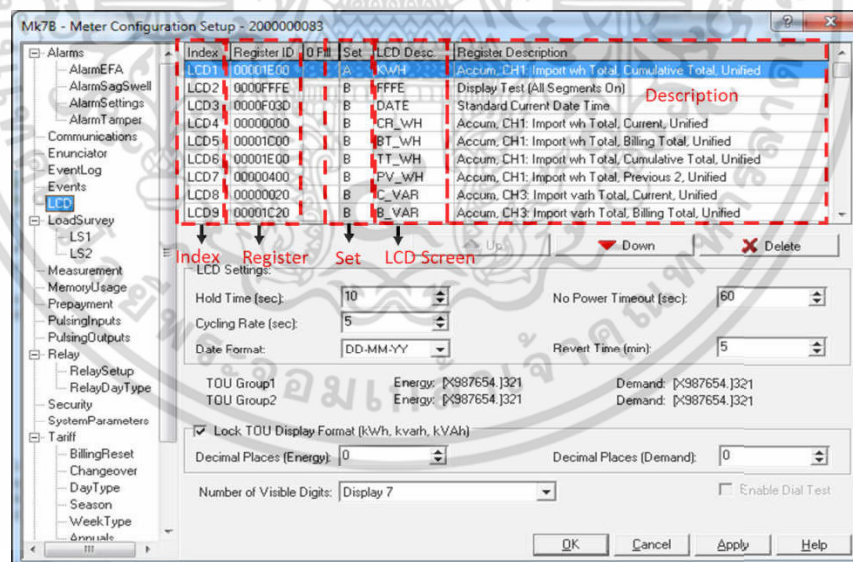 Mk7B - Meter Configuration Setup - 2000000083
Alarms
AlarmEFA
AlarmSagSwell
AlarmSettings
AlarmTamper
Communications
Enunciator
EventLog
Events
LCD
LoadSurvey
LS1
LS2
Measurement
MemoryUsage
Prepayment
PulsingInputs
PulsingOutputs
Relay
RelaySetup
RelayDayType
Security
SystemParameters
Tariff
BillingReset
Changeover
DayType
Season
WeekType
Annuals
Index Register ID 0 Fill Set LCD Desc. Register Description
LCD1 00001E00 A KWH Accum, CH1: Import wh Total, Cumulative Total, Unified
LCD2 0000FFFE B FFFE Display Test (All Segments On)
LCD3 0000F03D B DATE Standard Current Date Time
LCD4 00000000 B CR_WH Accum, CH1: Import wh Total, Current, Unified
LCD5 00001C00 B BT_WH Accum, CH1: Import wh Total, Billing Total, Unified
LCD6 00001E00 B TT_WH Accum, CH1: Import wh Total, Cumulative Total, Unified
LCD7 00000400 B PV_WH Accum, CH1: Import wh Total, Previous 2, Unified
LCD8 00000020 B C_VAR Accum, CH3: Import varh Total, Current, Unified
LCD9 00001C20 B B_VAR Accum, CH3: Import varh Total, Billing Total, Unified
Description
Index Register Set LCD Screen
Up Down Delete
LCD Settings:
Hold Time (sec): 10 No Power Timeout (sec): 60
Cycling Rate (sec): 5
Date Format: DD-MM-YY Revert Time (min): 5
TOU Group1 Energy: [X987654.]321 Demand: [X987654.]321
TOU Group2 Energy: [X987654.]321 Demand: [X987654.]321
Lock TOU Display Format (kWh, kvarh, kVAh)
Decimal Places (Energy): 0 Decimal Places (Demand): 0
Number of Visible Digits: Display 7 Enable Dial Test
OK Cancel Apply Help